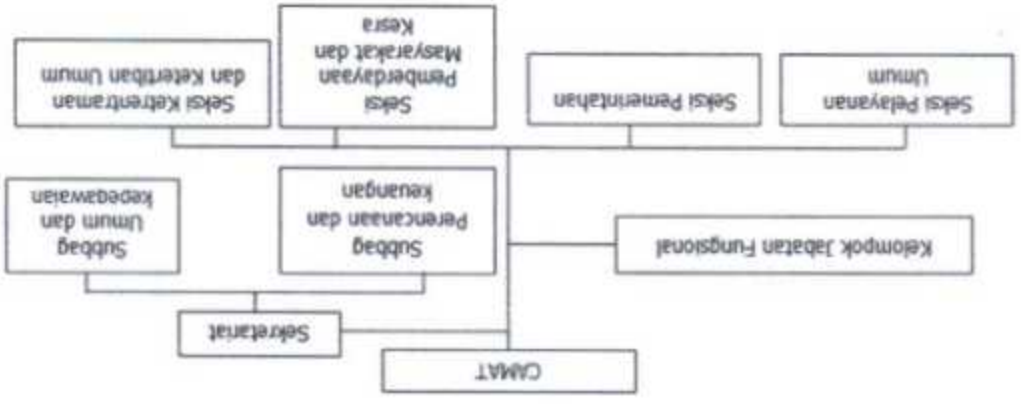 CAMAT
Sekretariat
Kelompok Jabatan Fungsional
Subbag
Perencanaan dan
keuangan
Subbag
Umum dan
kepegawaian
Seksi Pelayanan
Umum
Seksi Pemerintahan
Seksi
Pemberdayaan
Masyarakat dan
Kesra
Seksi Ketrentraman
dan Ketertiban Umum